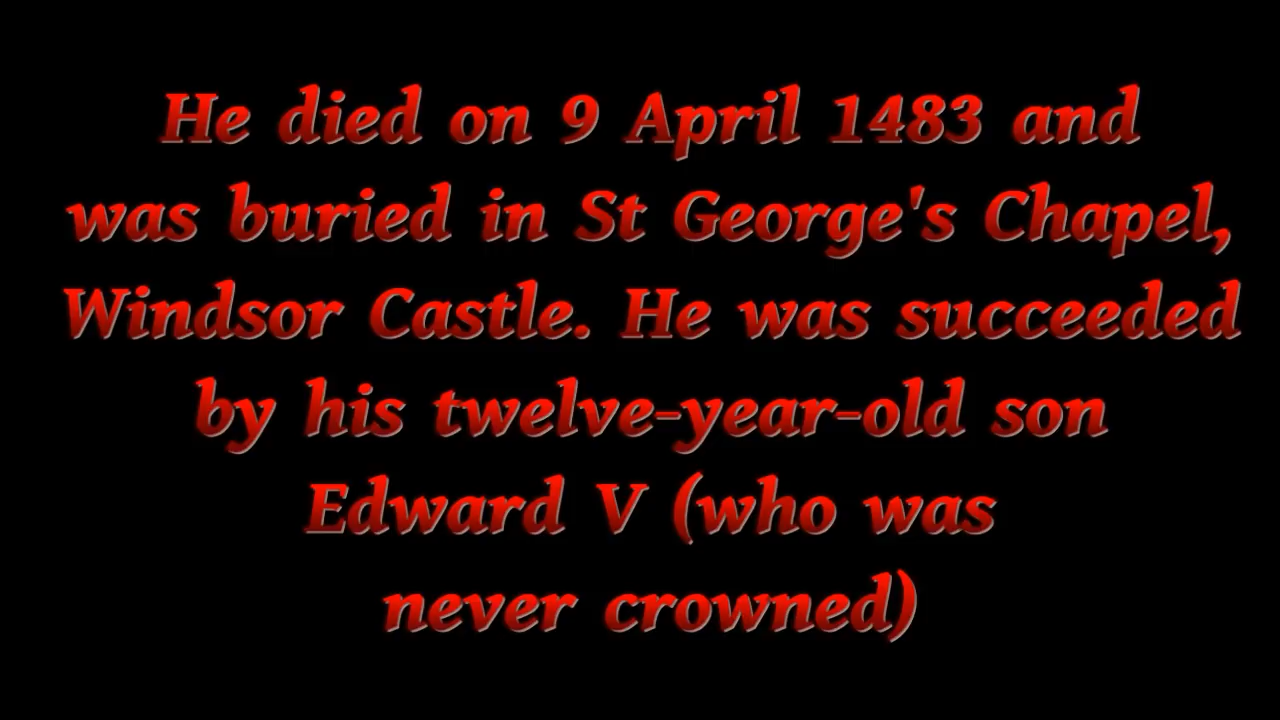 He died on 9 April 1483 and
was buried in St George's Chapel,
Windsor Castle. He was succeeded
by his twelve-year-old son
Edward V (who was
never crowned)